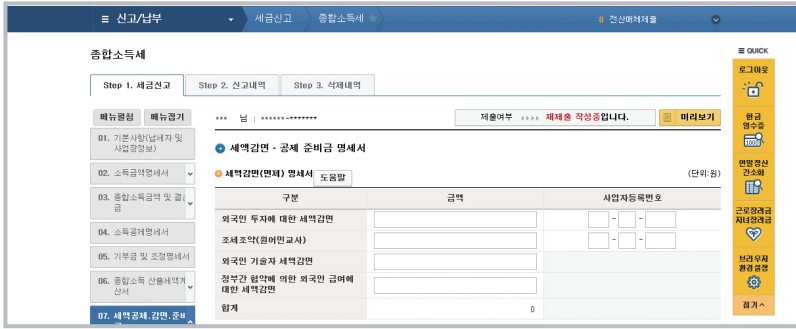 ≡ 신고/납부
세금신고
종합소득세
전산매체제출
종합소득세
≡ QUICK
로그아웃
Step 1. 세금신고
Step 2. 신고내역
Step 3. 삭제내역
메뉴펼침
메뉴접기
*** 님 | ******-*******
제출여부 ▸▸▸▸ 재제출 작성중입니다.
미리보기
현금
영수증
01. 기본사항(납세자 및
사업장정보)
세액감면·공제 준비금 명세서
02. 소득금액명세서
세액감면(면제) 명세서
도움말
(단위:원)
연말정산
간소화
03. 종합소득금액 및 결손
금
구분
금액
사업자등록번호
외국인 투자에 대한 세액감면
- -
근로장려금
자녀장려금
04. 소득공제명세서
조세조약(원어민교사)
- -
05. 기부금 및 조정명세서
외국인 기술자 세액감면
브라우저
환경설정
06. 종합소득 산출세액계
산서
정부간 협약에 의한 외국인 급여에
대한 세액감면
합계
0
접기^
07. 세액공제.감면.준비